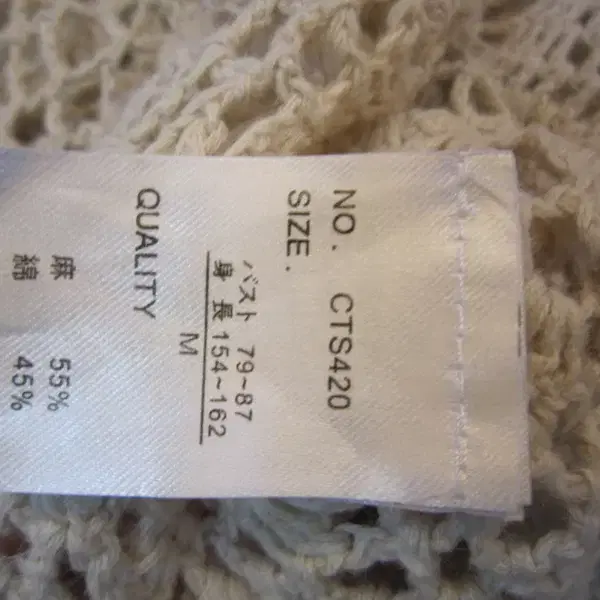 NO. CTS420
SIZE.
バスト 79~87
身長 154~162
M
QUALITY
麻 55%
綿 45%